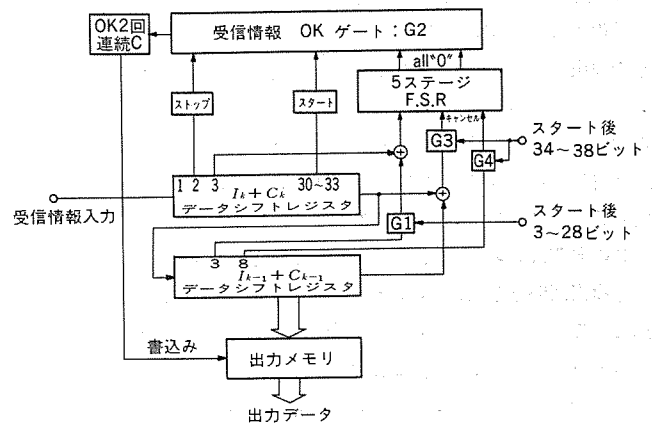 OK2回
連続C
受信情報 OK ゲート:G2
all"0"
5ステージ
F.S.R
キャンセル
ストップ
スタート
G3
G4
スタート後
34~38ビット
1 2 3 30~33
Ik+Ck
データシフトレジスタ
受信情報入力
G1
スタート後
3~28ビット
3 8
Ik-1+Ck-1
データシフトレジスタ
書込み
出力メモリ
出力データ